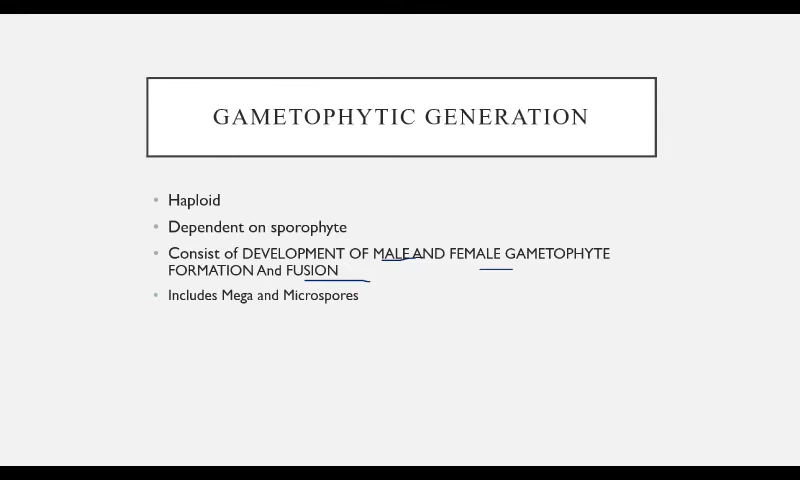 GAMETOPHYTIC GENERATION
• Haploid
• Dependent on sporophyte
• Consist of DEVELOPMENT OF MALE AND FEMALE GAMETOPHYTE
FORMATION And FUSION
• Includes Mega and Microspores